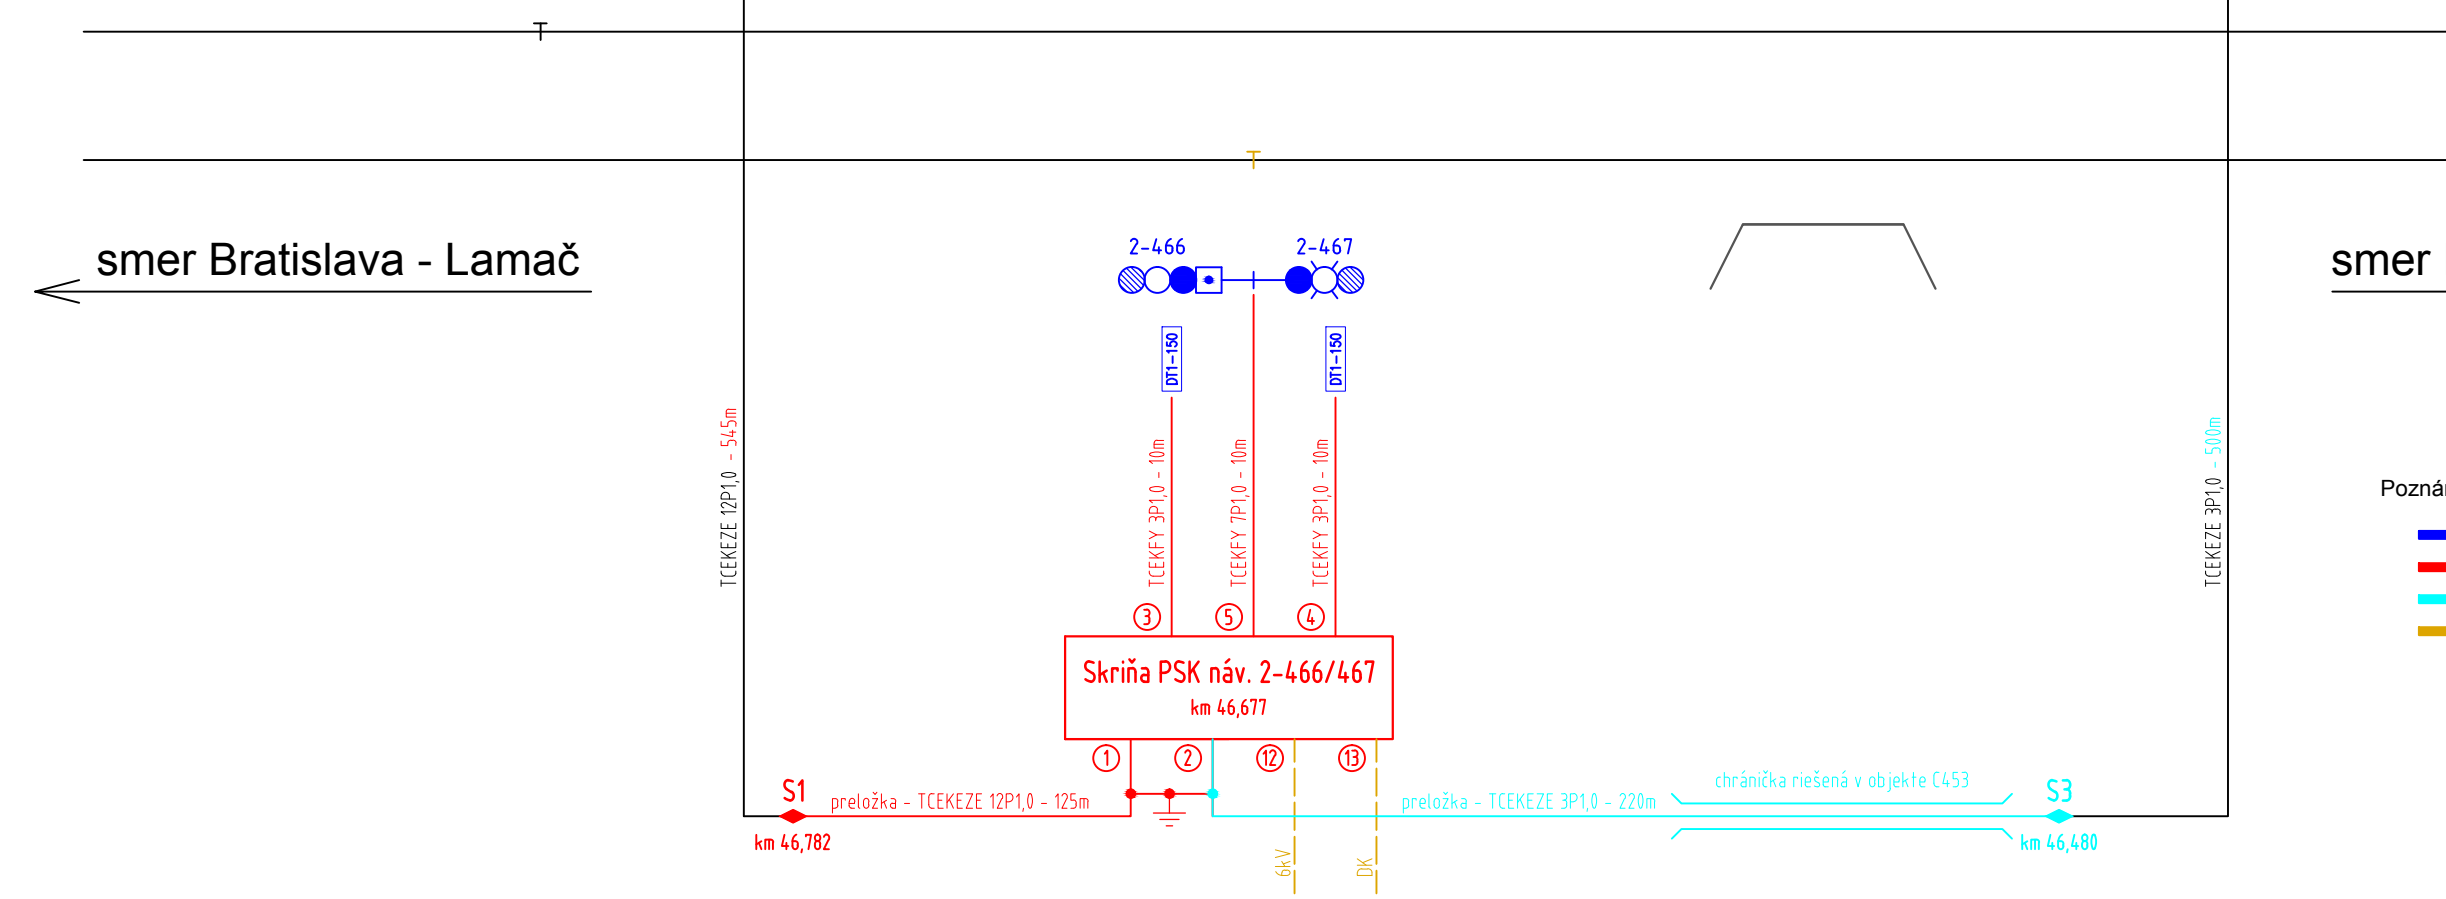 smer Bratislava - Lamač
2-466
2-467
smer
DT1-150
DT1-150
TCEKEZE 12P1,0 - 545m
TCEKFY 3P1,0 - 10m
TCEKFY 7P1,0 - 10m
TCEKFY 3P1,0 - 10m
TCEKEZE 3P1,0 - 500m
3
5
4
Skriňa PSK náv. 2-466/467
km 46,677
1
2
12
13
S1
preložka - TCEKEZE 12P1,0 - 125m
km 46,782
preložka - TCEKEZE 3P1,0 - 220m
chránička riešená v objekte C453
S3
km 46,480
6kV
DK